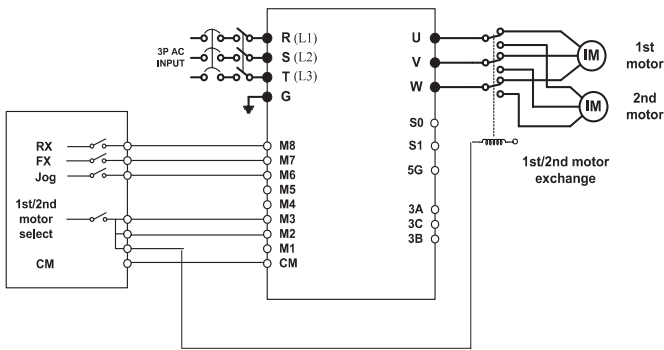 3P AC
INPUT
R (L1)
S (L2)
T (L3)
G
U
V
W
IM
1st
motor
IM
2nd
motor
1st/2nd motor
exchange
S0
S1
5G
3A
3C
3B
RX
FX
Jog
1st/2nd
motor
select
CM
M8
M7
M6
M5
M4
M3
M2
M1
CM